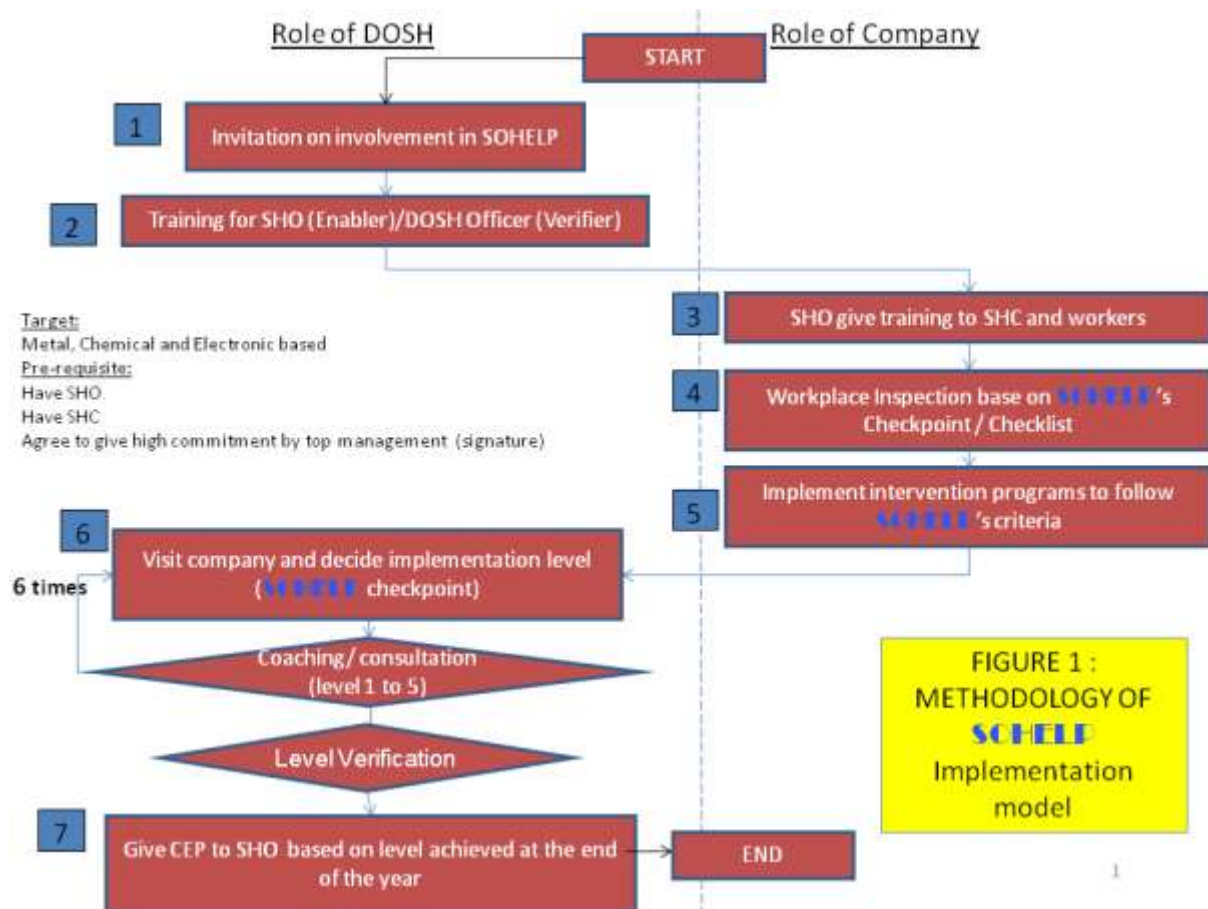 Role of DOSH
Role of Company
START
1
Invitation on involvement in SOHELP
2
Training for SHO (Enabler)/DOSH Officer (Verifier)
Target:
Metal, Chemical and Electronic based
Pre-requisite:
Have SHO
Have SHC
Agree to give high commitment by top management (signature)
3
SHO give training to SHC and workers
4
Workplace Inspection base on SOHELP's
Checkpoint / Checklist
5
Implement intervention programs to follow
SOHELP 's criteria
6
Visit company and decide implementation level
(SOHELP checkpoint)
6 times
Coaching/ consultation
(level 1 to 5)
Level Verification
7
Give CEP to SHO based on level achieved at the end
of the year
END
FIGURE 1 :
METHODOLOGY OF
SOHELP
Implementation
model
1